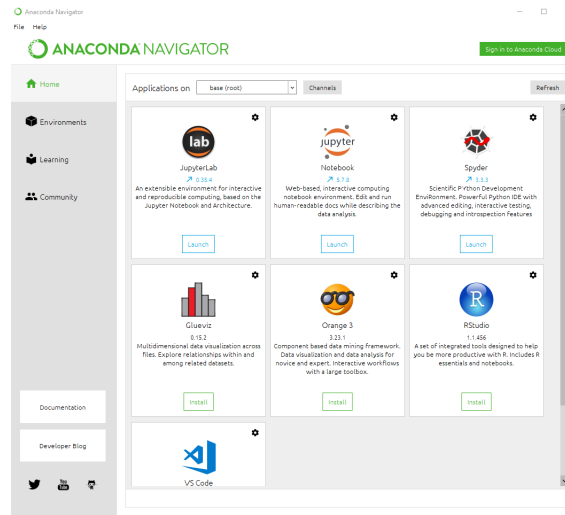 Anaconda Navigator
File Help
ANACONDA NAVIGATOR
Sign in to Anaconda Cloud
Home
Environments
Learning
Community
Documentation
Developer Blog
You
Tube
Applications on base (root) Channels Refresh
lab
JupyterLab
0.38.4
An extensible environment for interactive
and reproducible computing, based on the
Jupyter Notebook and Architecture.
Launch
jupyter
Notebook
5.7.8
Web-based, interactive computing
notebook environment. Edit and run
human-readable docs while describing the
data analysis.
Launch
Spyder
3.3.3
Scientific PYthon Development
EnviRonment. Powerful Python IDE with
advanced editing, interactive testing,
debugging and introspection features
Launch
Glueviz
0.15.2
Multidimensional data visualization across
files. Explore relationships within and
among related datasets.
Install
Orange 3
3.23.1
Component based data mining framework.
Data visualization and data analysis for
novice and expert. Interactive workflows
with a large toolbox.
Install
R
RStudio
1.1.456
A set of integrated tools designed to help
you be more productive with R. Includes R
essentials and notebooks.
Install
VS Code